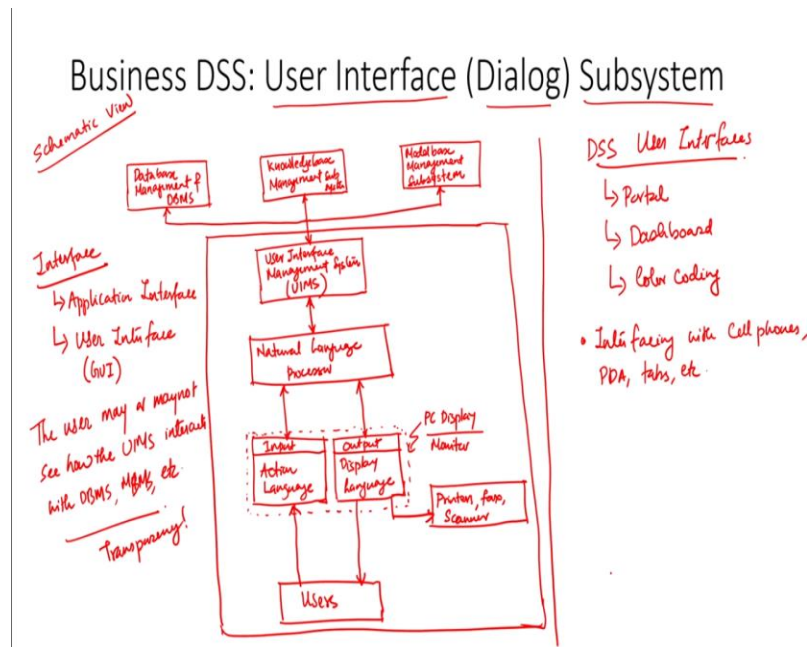 Business DSS: User Interface (Dialog) Subsystem
Schematic View
Database
Management &
DBMS
Knowledgebase
Management Sub
Modelbase
Management
Subsystem
User Interface
Management System
(UIMS)
Natural Language
Processor
Input
Action
Language
Output
Display
Language
PC Display
Monitor
Printer, fax,
Scanner
Users
Interface
↳ Application Interface
↳ User Interface
(GUI)
The user may or maynot
see how the UIMS interacts
with DBMS, MBMS, etc
Transparency!
DSS User Interfaces
↳ Portal
↳ Dashboard
↳ Color Coding
• Interfacing with Cell phones,
PDA, tabs, etc.